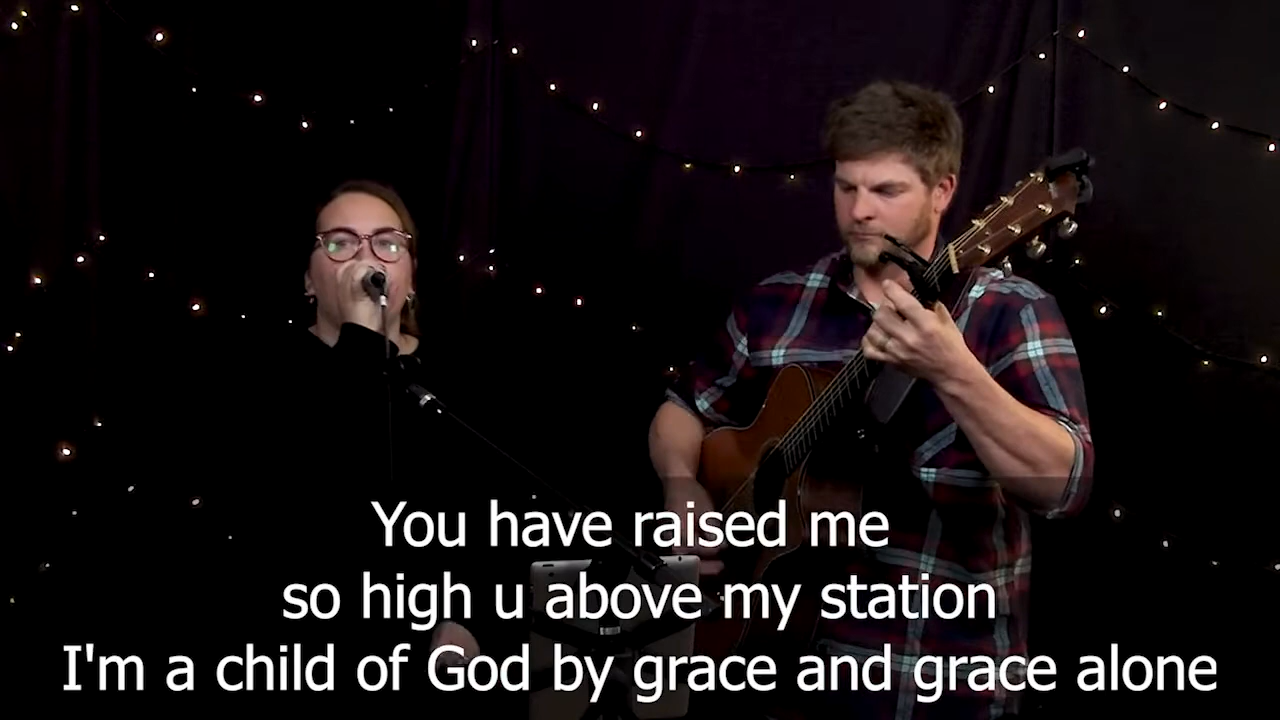 You have raised me
so high u above my station
I'm a child of God by grace and grace alone